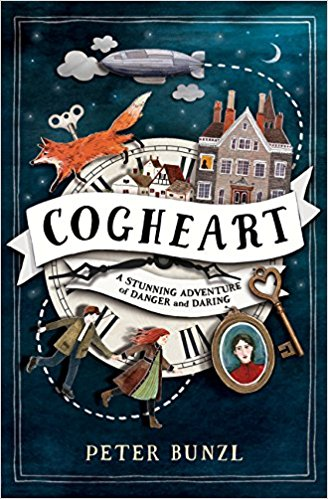 COGHEART
A STUNNING ADVENTURE
of DANGER and DARING
PETER BUNZL